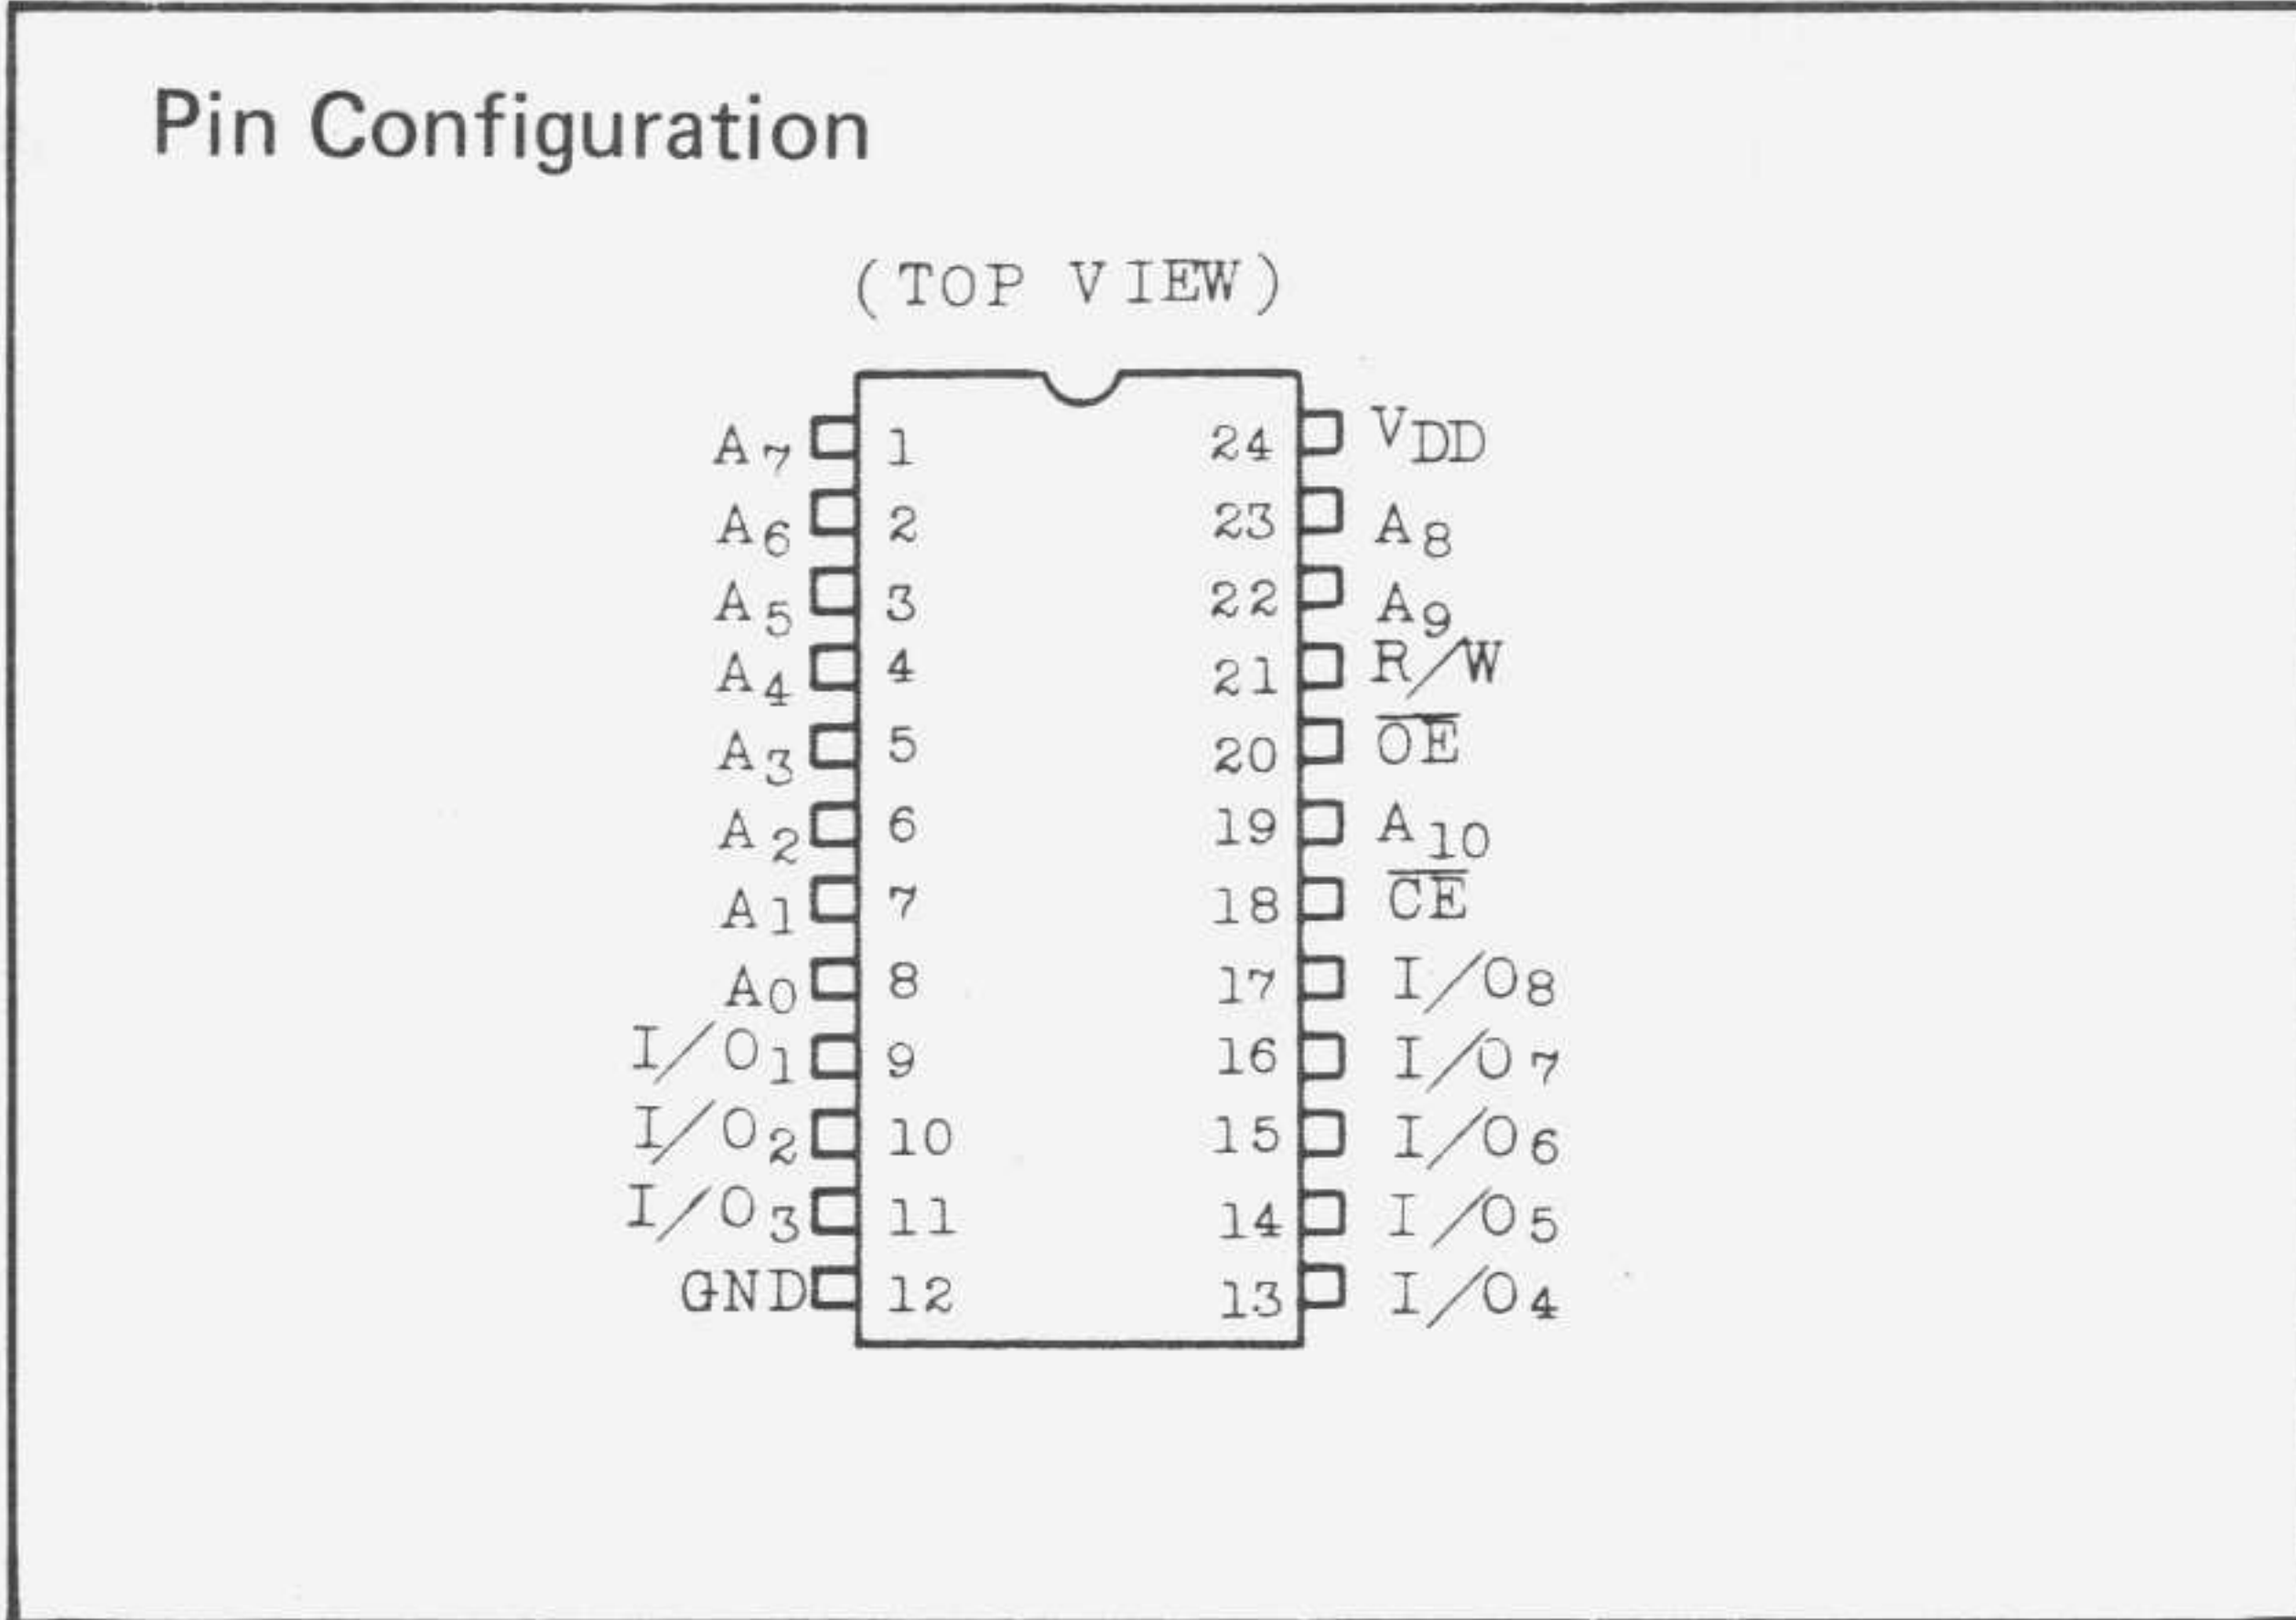 Pin Configuration
(TOP VIEW)
A7 1 24 VDD
A6 2 23 A8
A5 3 22 A9
A4 4 21 R/W
A3 5 20 O̅E̅
A2 6 19 A10
A1 7 18 C̅E̅
A0 8 17 I/O8
I/O1 9 16 I/O7
I/O2 10 15 I/O6
I/O3 11 14 I/O5
GND 12 13 I/O4